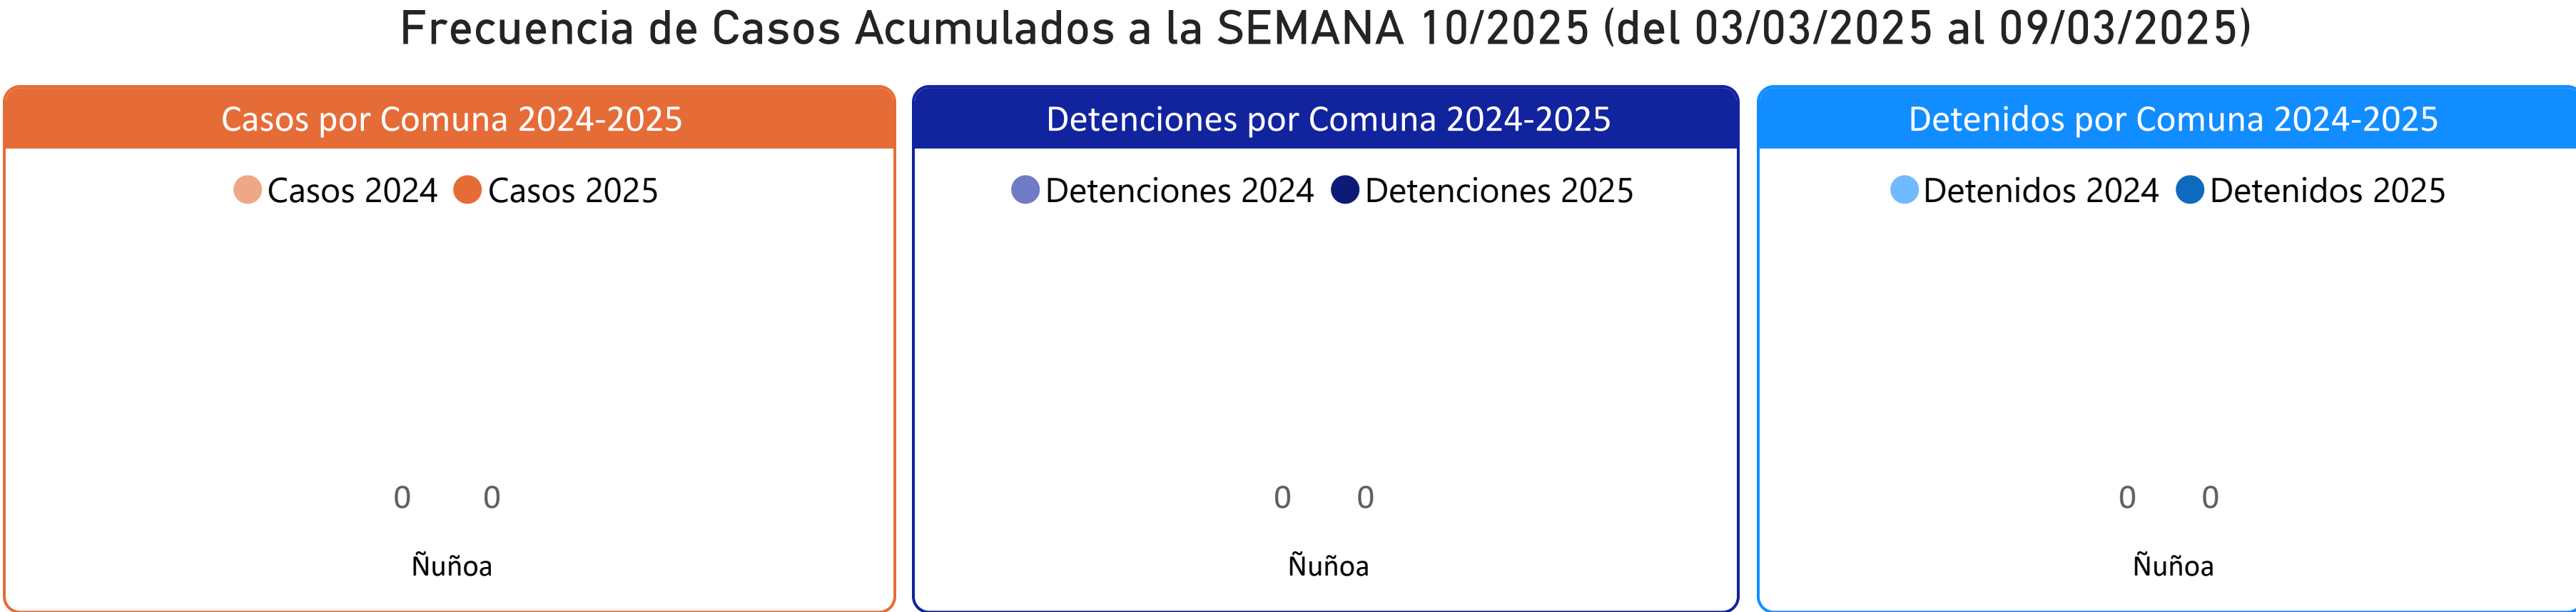 Frecuencia de Casos Acumulados a la SEMANA 10/2025 (del 03/03/2025 al 09/03/2025)
Casos por Comuna 2024-2025
Casos 2024 Casos 2025
0 0
Ñuñoa
Detenciones por Comuna 2024-2025
Detenciones 2024 Detenciones 2025
0 0
Ñuñoa
Detenidos por Comuna 2024-2025
Detenidos 2024 Detenidos 2025
0 0
Ñuñoa